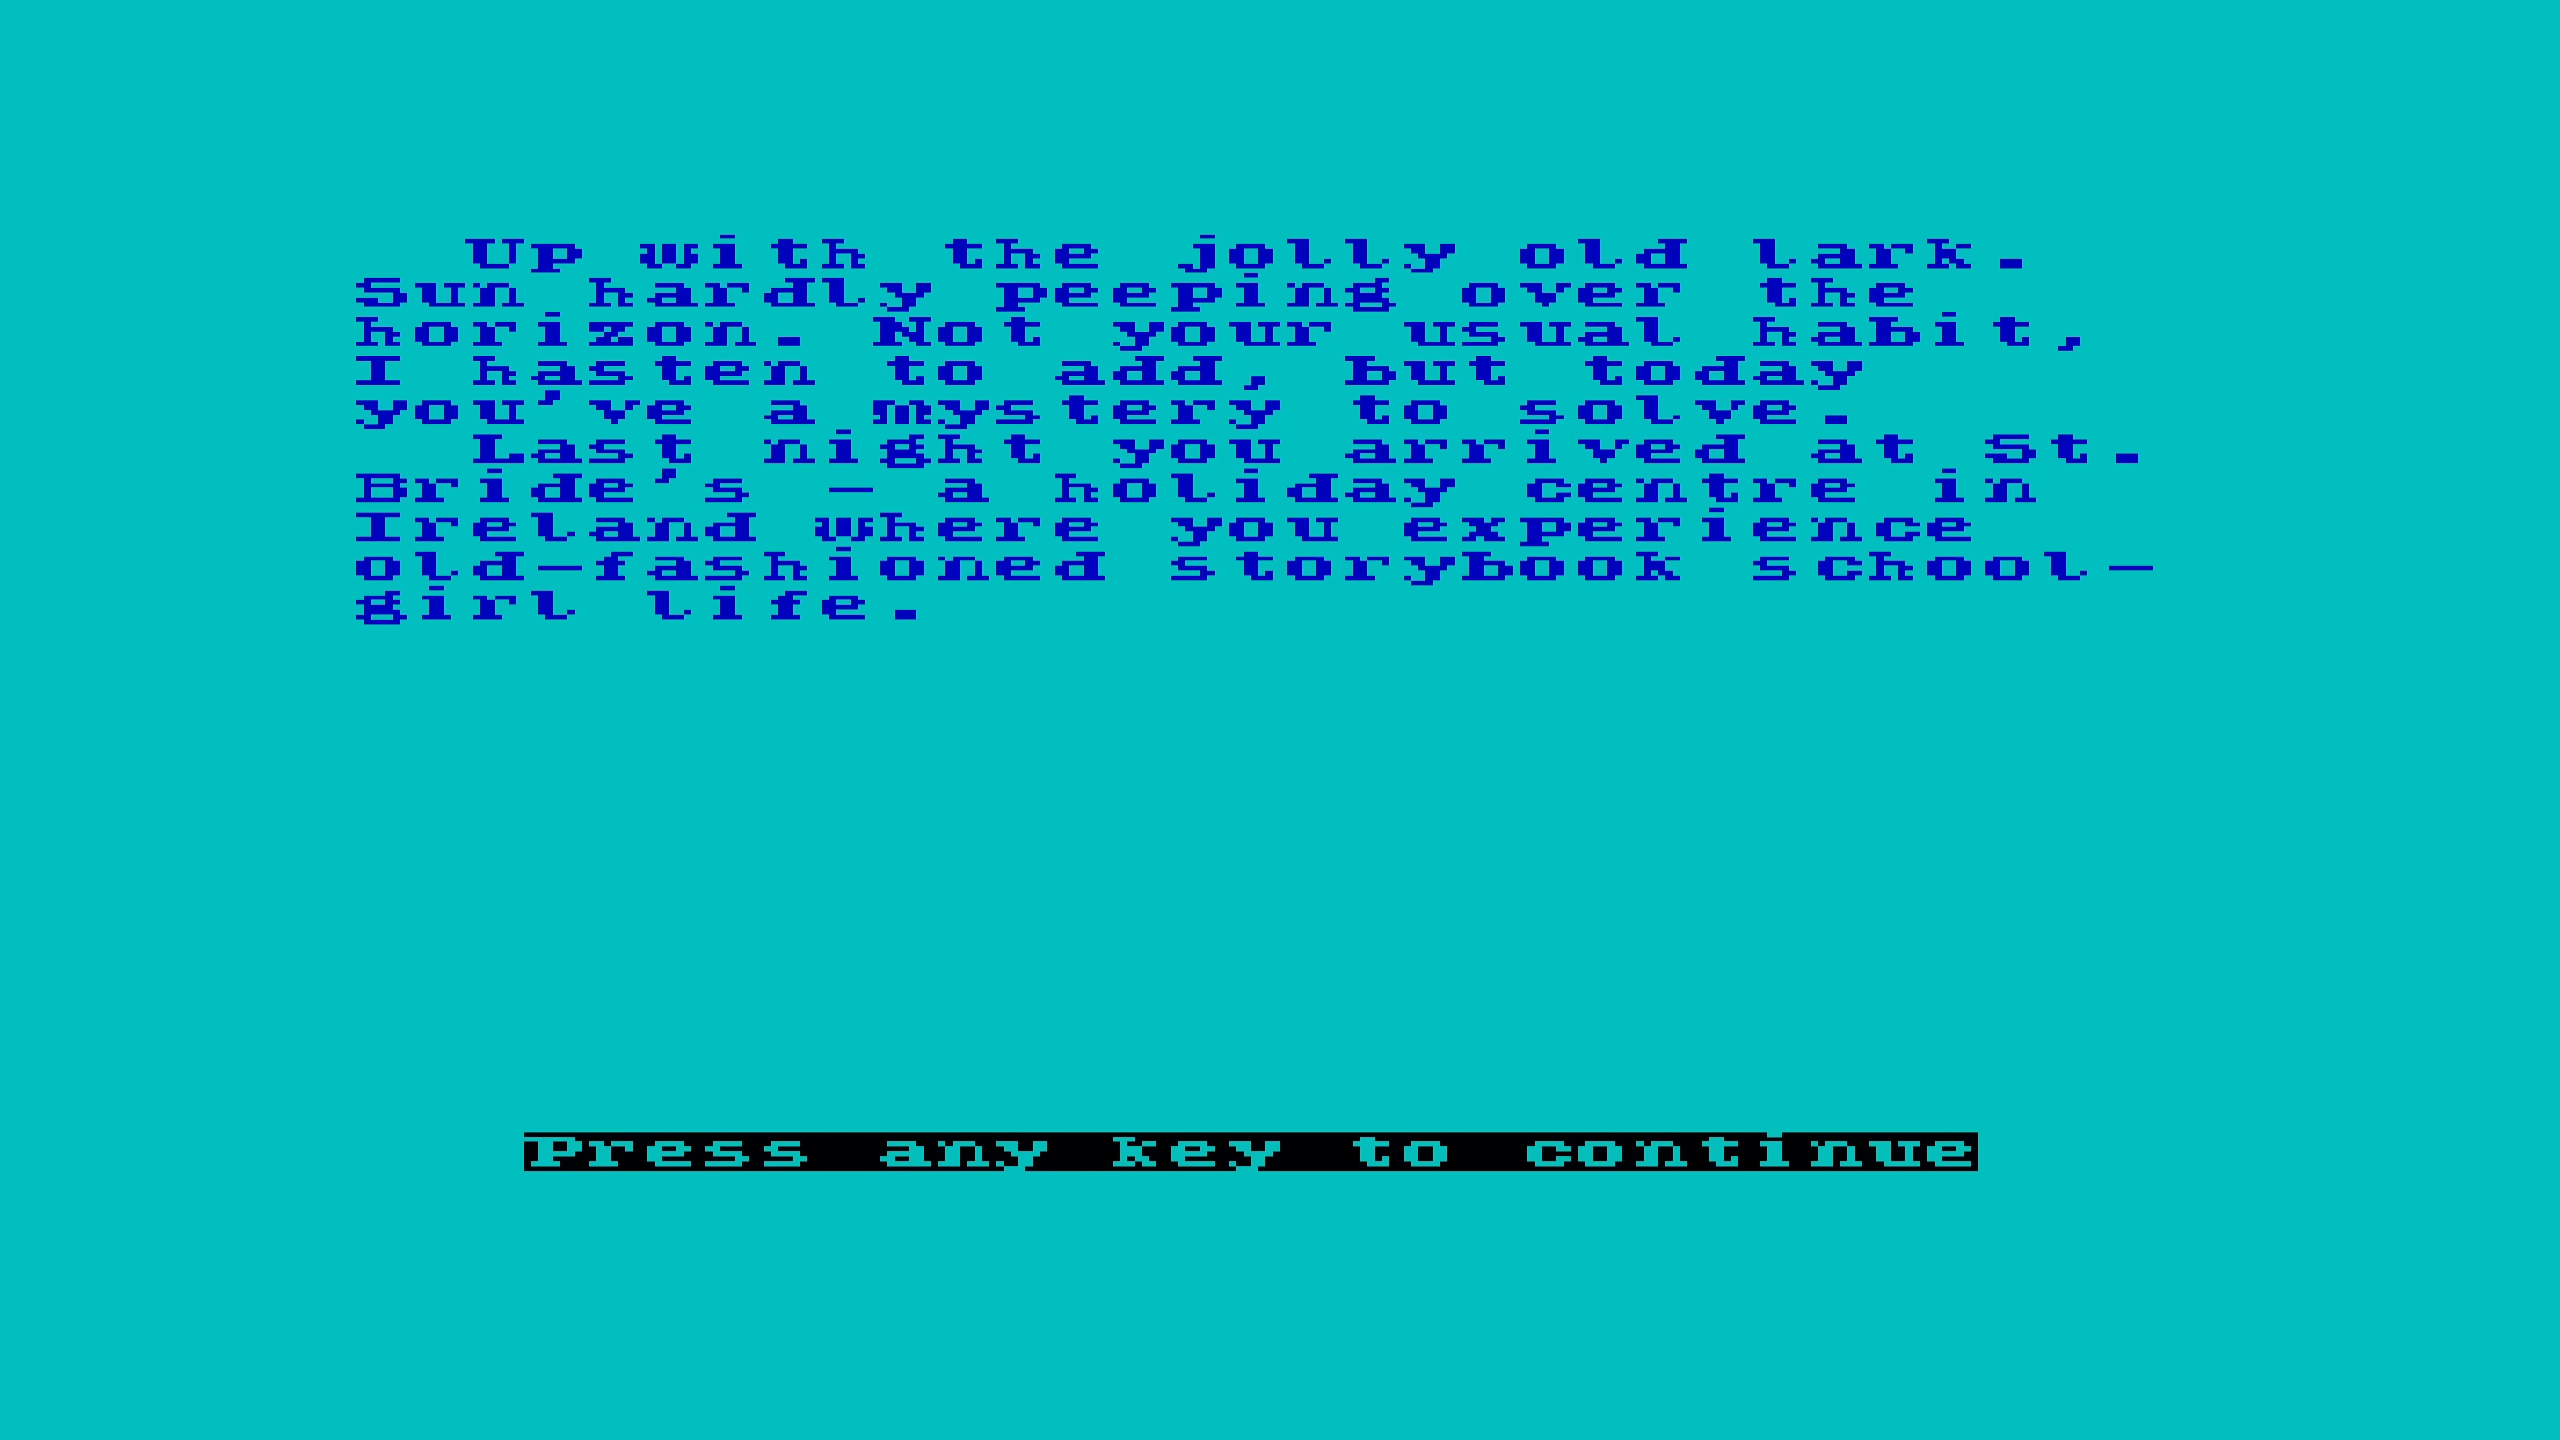 Up with the jolly old lark.
Sun hardly peeping over the
horizon. Not your usual habit,
I hasten to add, but today
you've a mystery to solve.
Last night you arrived at St.
Bride's - a holiday centre in
Ireland where you experience
old-fashioned storybook school-
girl life.
Press any key to continue